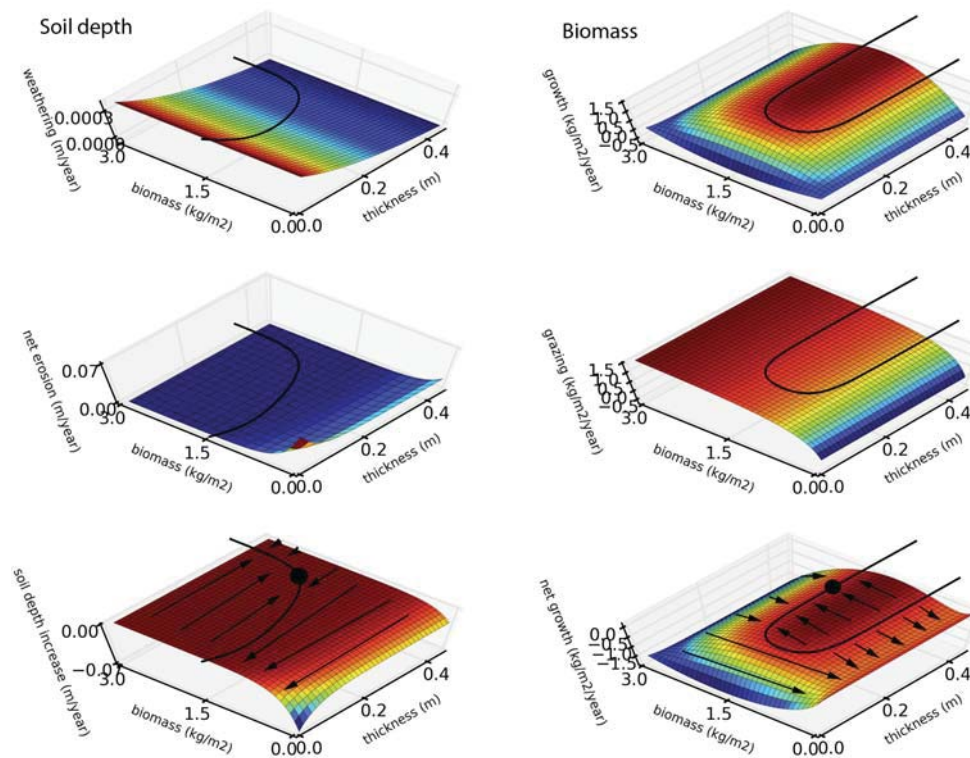 Soil depth
weathering (m/year)
0.0003
0.0000
3.0
biomass (kg/m2)
1.5
0.0
0.0
0.2
0.4
thickness (m)
Biomass
growth (kg/m2/year)
1.5
1.0
0.5
0.0
−0.5
3.0
biomass (kg/m2)
1.5
0.0
0.0
0.2
0.4
thickness (m)
net erosion (m/year)
0.07
0.00
3.0
biomass (kg/m2)
1.5
0.0
0.0
0.2
0.4
thickness (m)
grazing (kg/m2/year)
1.5
1.0
0.5
0.0
−0.5
3.0
biomass (kg/m2)
1.5
0.0
0.0
0.2
0.4
thickness (m)
soil depth increase (m/year)
0.00
3.0
biomass (kg/m2)
1.5
0.0
0.0
0.2
0.4
thickness (m)
net growth (kg/m2/year)
0.0
−0.5
−1.0
−1.5
3.0
biomass (kg/m2)
1.5
0.0
0.0
0.2
0.4
thickness (m)